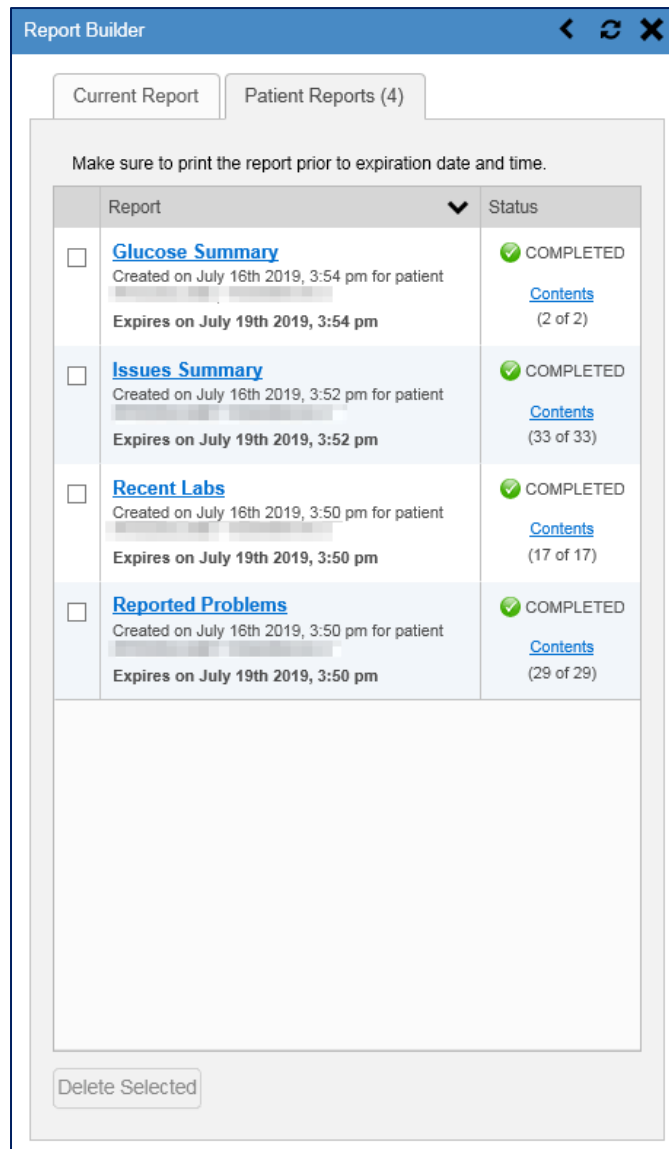 Report Builder
Current Report
Patient Reports (4)
Make sure to print the report prior to expiration date and time.
Report
Status
Glucose Summary
Created on July 16th 2019, 3:54 pm for patient
Expires on July 19th 2019, 3:54 pm
COMPLETED
Contents
(2 of 2)
Issues Summary
Created on July 16th 2019, 3:52 pm for patient
Expires on July 19th 2019, 3:52 pm
COMPLETED
Contents
(33 of 33)
Recent Labs
Created on July 16th 2019, 3:50 pm for patient
Expires on July 19th 2019, 3:50 pm
COMPLETED
Contents
(17 of 17)
Reported Problems
Created on July 16th 2019, 3:50 pm for patient
Expires on July 19th 2019, 3:50 pm
COMPLETED
Contents
(29 of 29)
Delete Selected